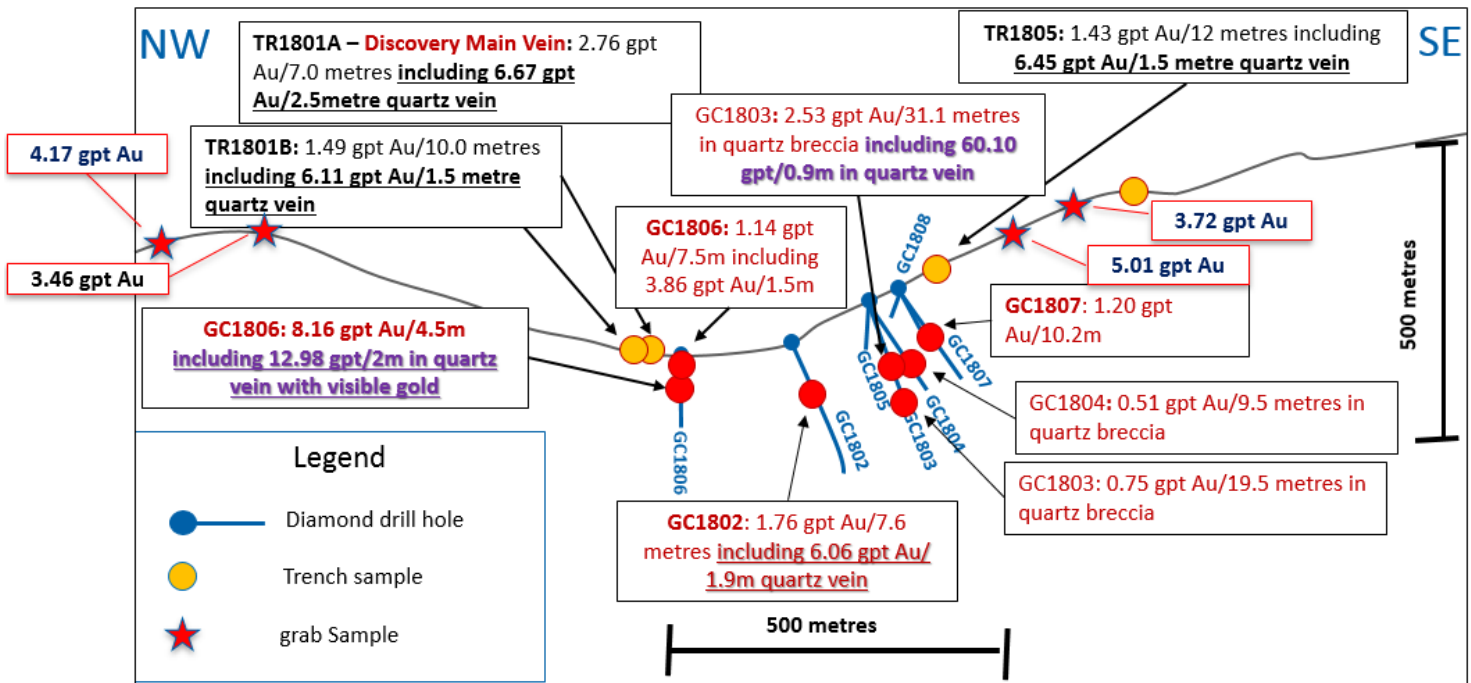 NW
SE
TR1801A – Discovery Main Vein: 2.76 gpt
Au/7.0 metres including 6.67 gpt
Au/2.5metre quartz vein
TR1805: 1.43 gpt Au/12 metres including
6.45 gpt Au/1.5 metre quartz vein
GC1803: 2.53 gpt Au/31.1 metres
in quartz breccia including 60.10
gpt/0.9m in quartz vein
4.17 gpt Au
TR1801B: 1.49 gpt Au/10.0 metres
including 6.11 gpt Au/1.5 metre
quartz vein
3.46 gpt Au
GC1806: 1.14 gpt
Au/7.5m including
3.86 gpt Au/1.5m
3.72 gpt Au
5.01 gpt Au
GC1808
GC1807: 1.20 gpt
Au/10.2m
500 metres
GC1806: 8.16 gpt Au/4.5m
including 12.98 gpt/2m in quartz
vein with visible gold
GC1805
GC1807
GC1804
GC1803
GC1802
GC1806
GC1804: 0.51 gpt Au/9.5 metres in
quartz breccia
GC1803: 0.75 gpt Au/19.5 metres in
quartz breccia
GC1802: 1.76 gpt Au/7.6
metres including 6.06 gpt Au/
1.9m quartz vein
Legend
Diamond drill hole
Trench sample
grab Sample
500 metres